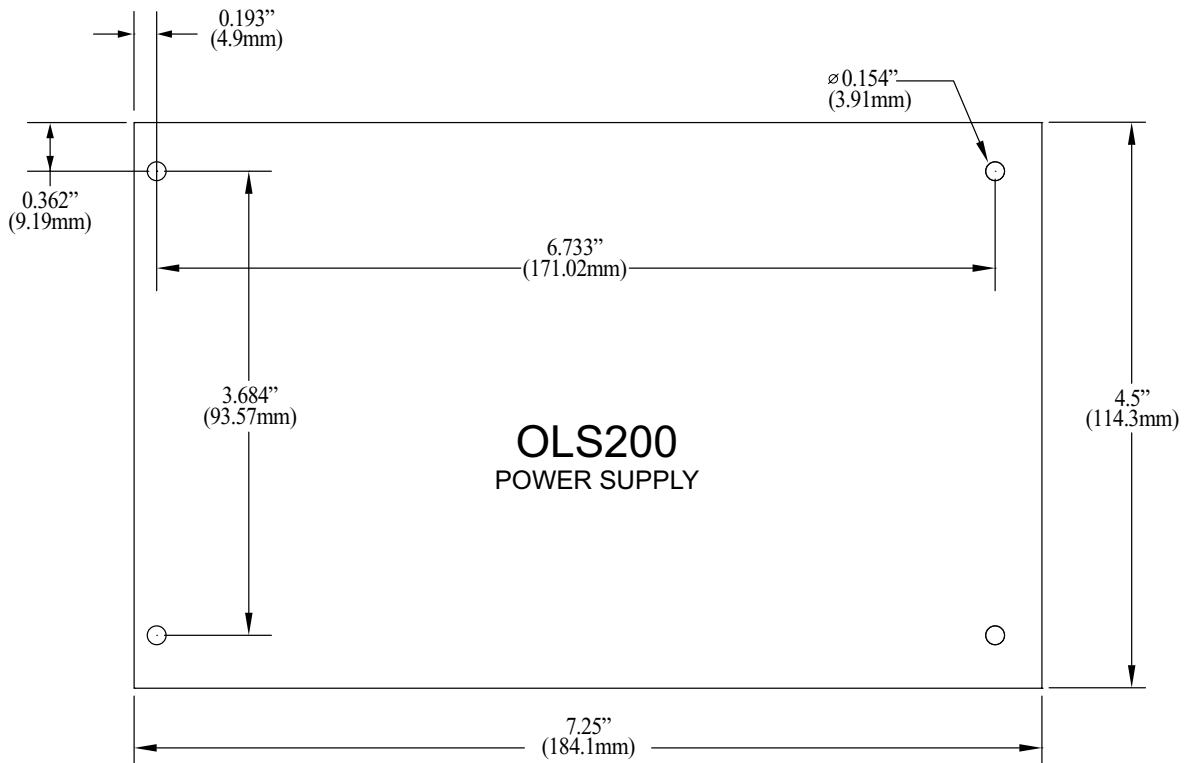 0.193”
(4.9mm)
⌀0.154”
(3.91mm)
0.362”
(9.19mm)
6.733”
(171.02mm)
3.684”
(93.57mm)
4.5”
(114.3mm)
OLS200
POWER SUPPLY
7.25”
(184.1mm)